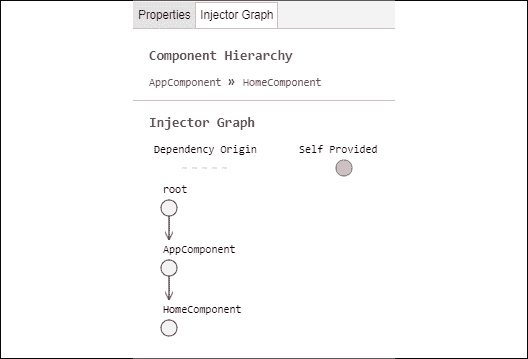 Properties Injector Graph
Component Hierarchy
AppComponent » HomeComponent
Injector Graph
Dependency Origin Self Provided
root
AppComponent
HomeComponent